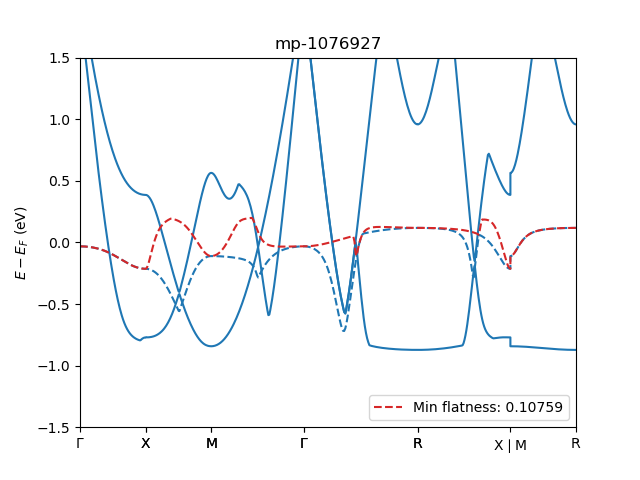 mp-1076927
1.5
1.0
0.5
0.0
−0.5
−1.0
−1.5
E − E_F (eV)
Min flatness: 0.10759
Γ X M Γ R X | M R